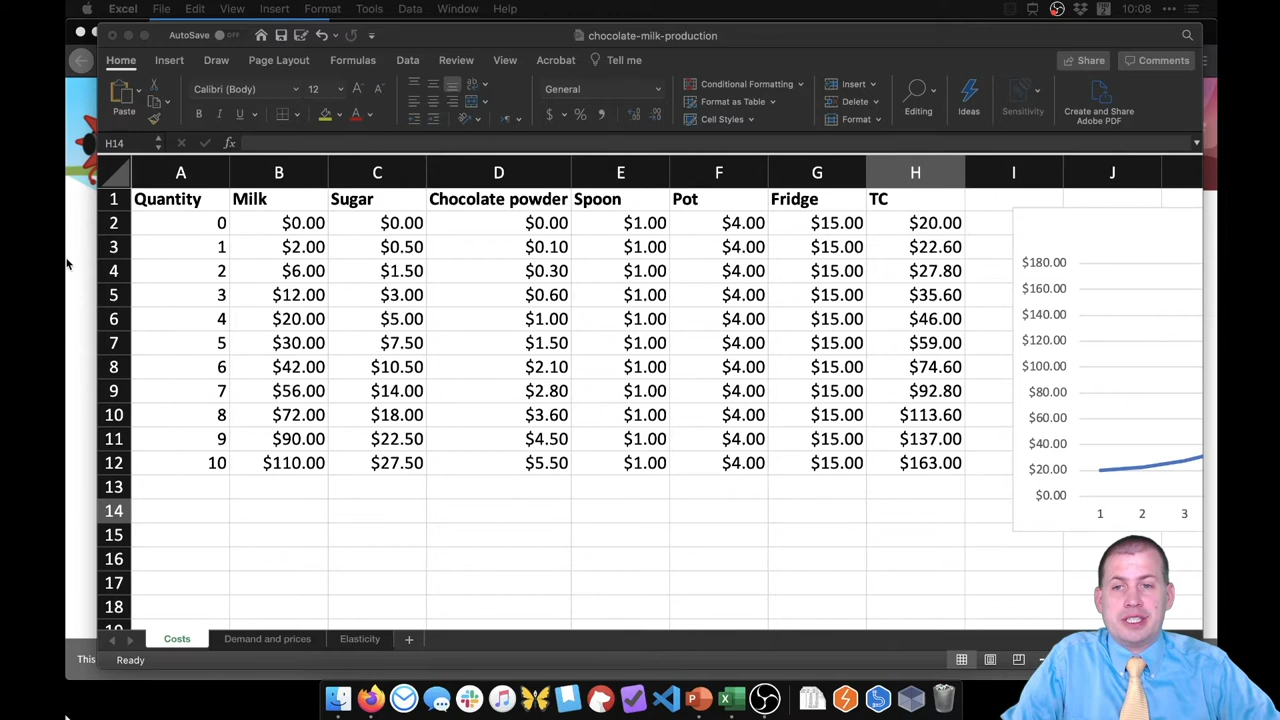 Excel File Edit View Insert Format Tools Data Window Help 10:08
AutoSave OFF chocolate-milk-production
Home Insert Draw Page Layout Formulas Data Review View Acrobat Tell me Share Comments
Paste Calibri (Body) 12 General Conditional Formatting Format as Table Cell Styles Insert Delete Format Editing Ideas Sensitivity Create and Share Adobe PDF
H14 fx
A B C D E F G H I J
1 Quantity Milk Sugar Chocolate powder Spoon Pot Fridge TC
2 0 $0.00 $0.00 $0.00 $1.00 $4.00 $15.00 $20.00
3 1 $2.00 $0.50 $0.10 $1.00 $4.00 $15.00 $22.60
4 2 $6.00 $1.50 $0.30 $1.00 $4.00 $15.00 $27.80
5 3 $12.00 $3.00 $0.60 $1.00 $4.00 $15.00 $35.60
6 4 $20.00 $5.00 $1.00 $1.00 $4.00 $15.00 $46.00
7 5 $30.00 $7.50 $1.50 $1.00 $4.00 $15.00 $59.00
8 6 $42.00 $10.50 $2.10 $1.00 $4.00 $15.00 $74.60
9 7 $56.00 $14.00 $2.80 $1.00 $4.00 $15.00 $92.80
10 8 $72.00 $18.00 $3.60 $1.00 $4.00 $15.00 $113.60
11 9 $90.00 $22.50 $4.50 $1.00 $4.00 $15.00 $137.00
12 10 $110.00 $27.50 $5.50 $1.00 $4.00 $15.00 $163.00
13
14
15
16
17
18
$180.00
$160.00
$140.00
$120.00
$100.00
$80.00
$60.00
$40.00
$20.00
$0.00
1 2 3
Costs Demand and prices Elasticity
This Ready